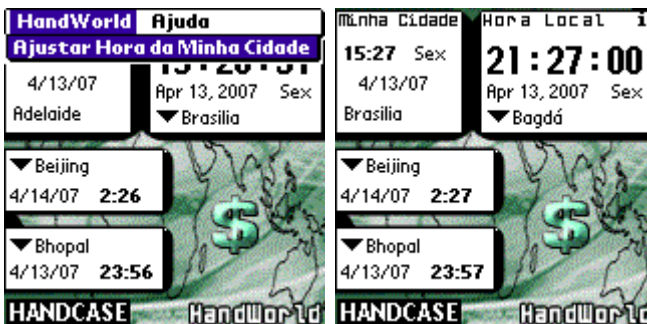 HandWorld Ajuda
Ajustar Hora da Minha Cidade
4/13/07
Apr 13, 2007 Sex
Adelaide
Brasilia
Beijing
4/14/07 2:26
Bhopal
4/13/07 23:56
HANDCASE HandWorld
Minha Cidade
Hora Local i
15:27 Sex
21:27:00
4/13/07
Apr 13, 2007 Sex
Brasilia
Bagdá
Beijing
4/14/07 2:27
Bhopal
4/13/07 23:57
HANDCASE HandWorld